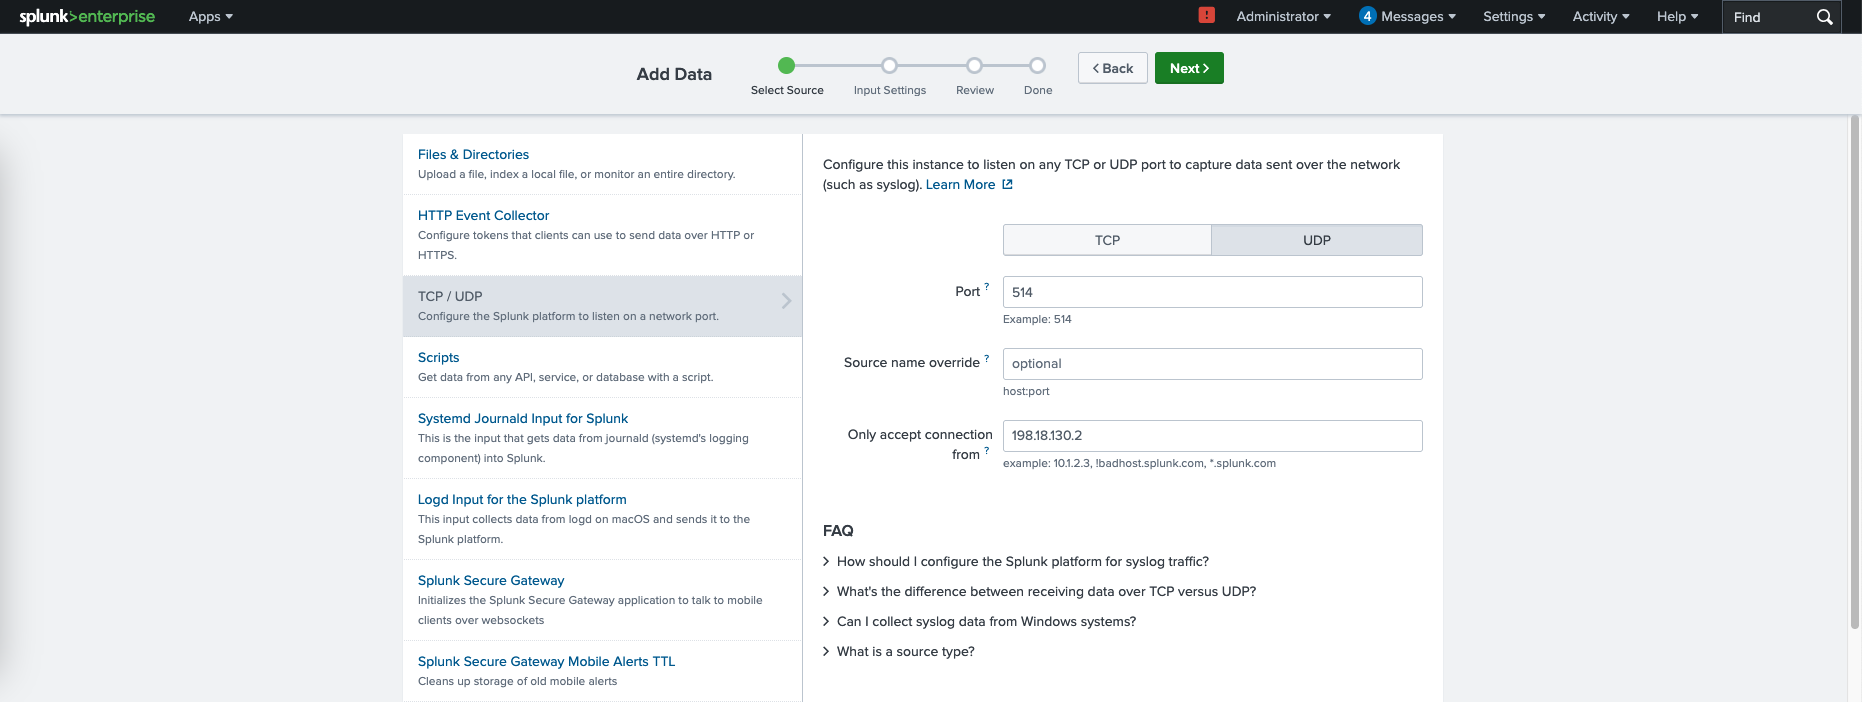 splunk>enterprise Apps ! Administrator 4 Messages Settings Activity Help Find
Add Data
Select Source Input Settings Review Done
< Back Next >
Files & Directories
Upload a file, index a local file, or monitor an entire directory.
HTTP Event Collector
Configure tokens that clients can use to send data over HTTP or
HTTPS.
TCP / UDP
Configure the Splunk platform to listen on a network port.
Scripts
Get data from any API, service, or database with a script.
Systemd Journald Input for Splunk
This is the input that gets data from journald (systemd's logging
component) into Splunk.
Logd Input for the Splunk platform
This input collects data from logd on macOS and sends it to the
Splunk platform.
Splunk Secure Gateway
Initializes the Splunk Secure Gateway application to talk to mobile
clients over websockets
Splunk Secure Gateway Mobile Alerts TTL
Cleans up storage of old mobile alerts
Configure this instance to listen on any TCP or UDP port to capture data sent over the network
(such as syslog). Learn More
TCP UDP
Port ? 514
Example: 514
Source name override ? optional
host:port
Only accept connection
from ?
198.18.130.2
example: 10.1.2.3, !badhost.splunk.com, *.splunk.com
FAQ
> How should I configure the Splunk platform for syslog traffic?
> What's the difference between receiving data over TCP versus UDP?
> Can I collect syslog data from Windows systems?
> What is a source type?